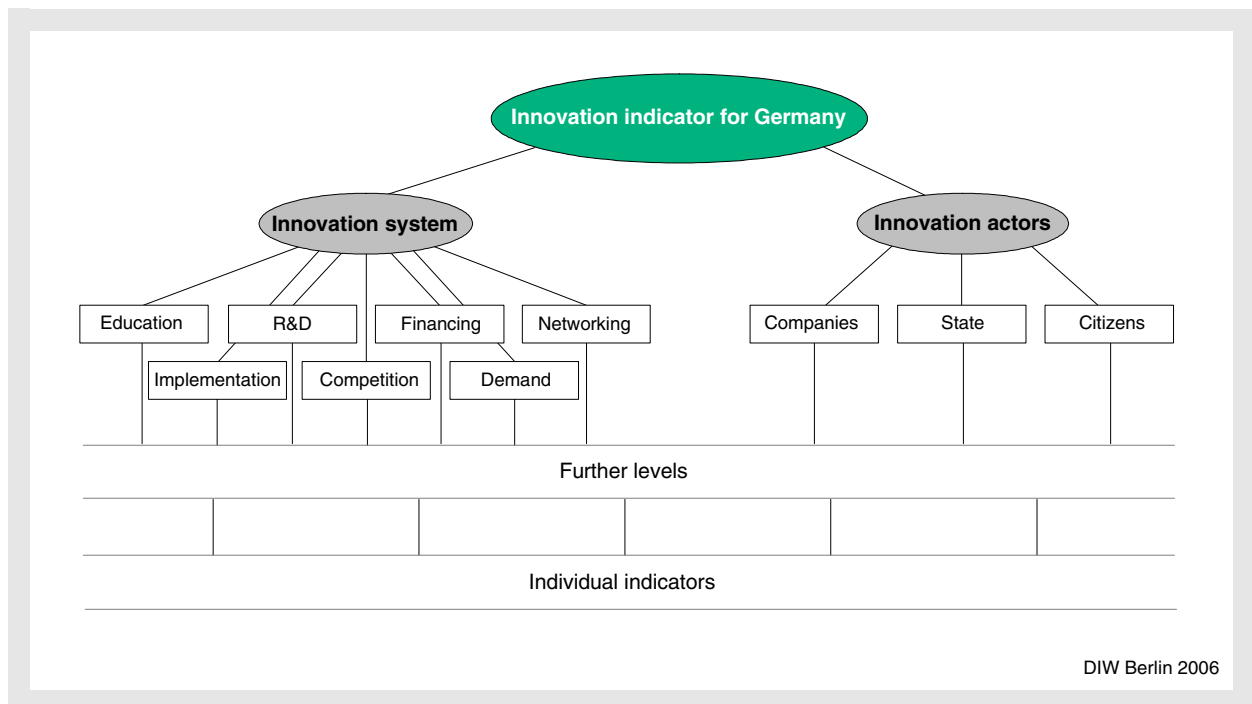 Innovation indicator for Germany
Innovation system
Innovation actors
Education
R&D
Financing
Networking
Companies
State
Citizens
Implementation
Competition
Demand
Further levels
Individual indicators
DIW Berlin 2006